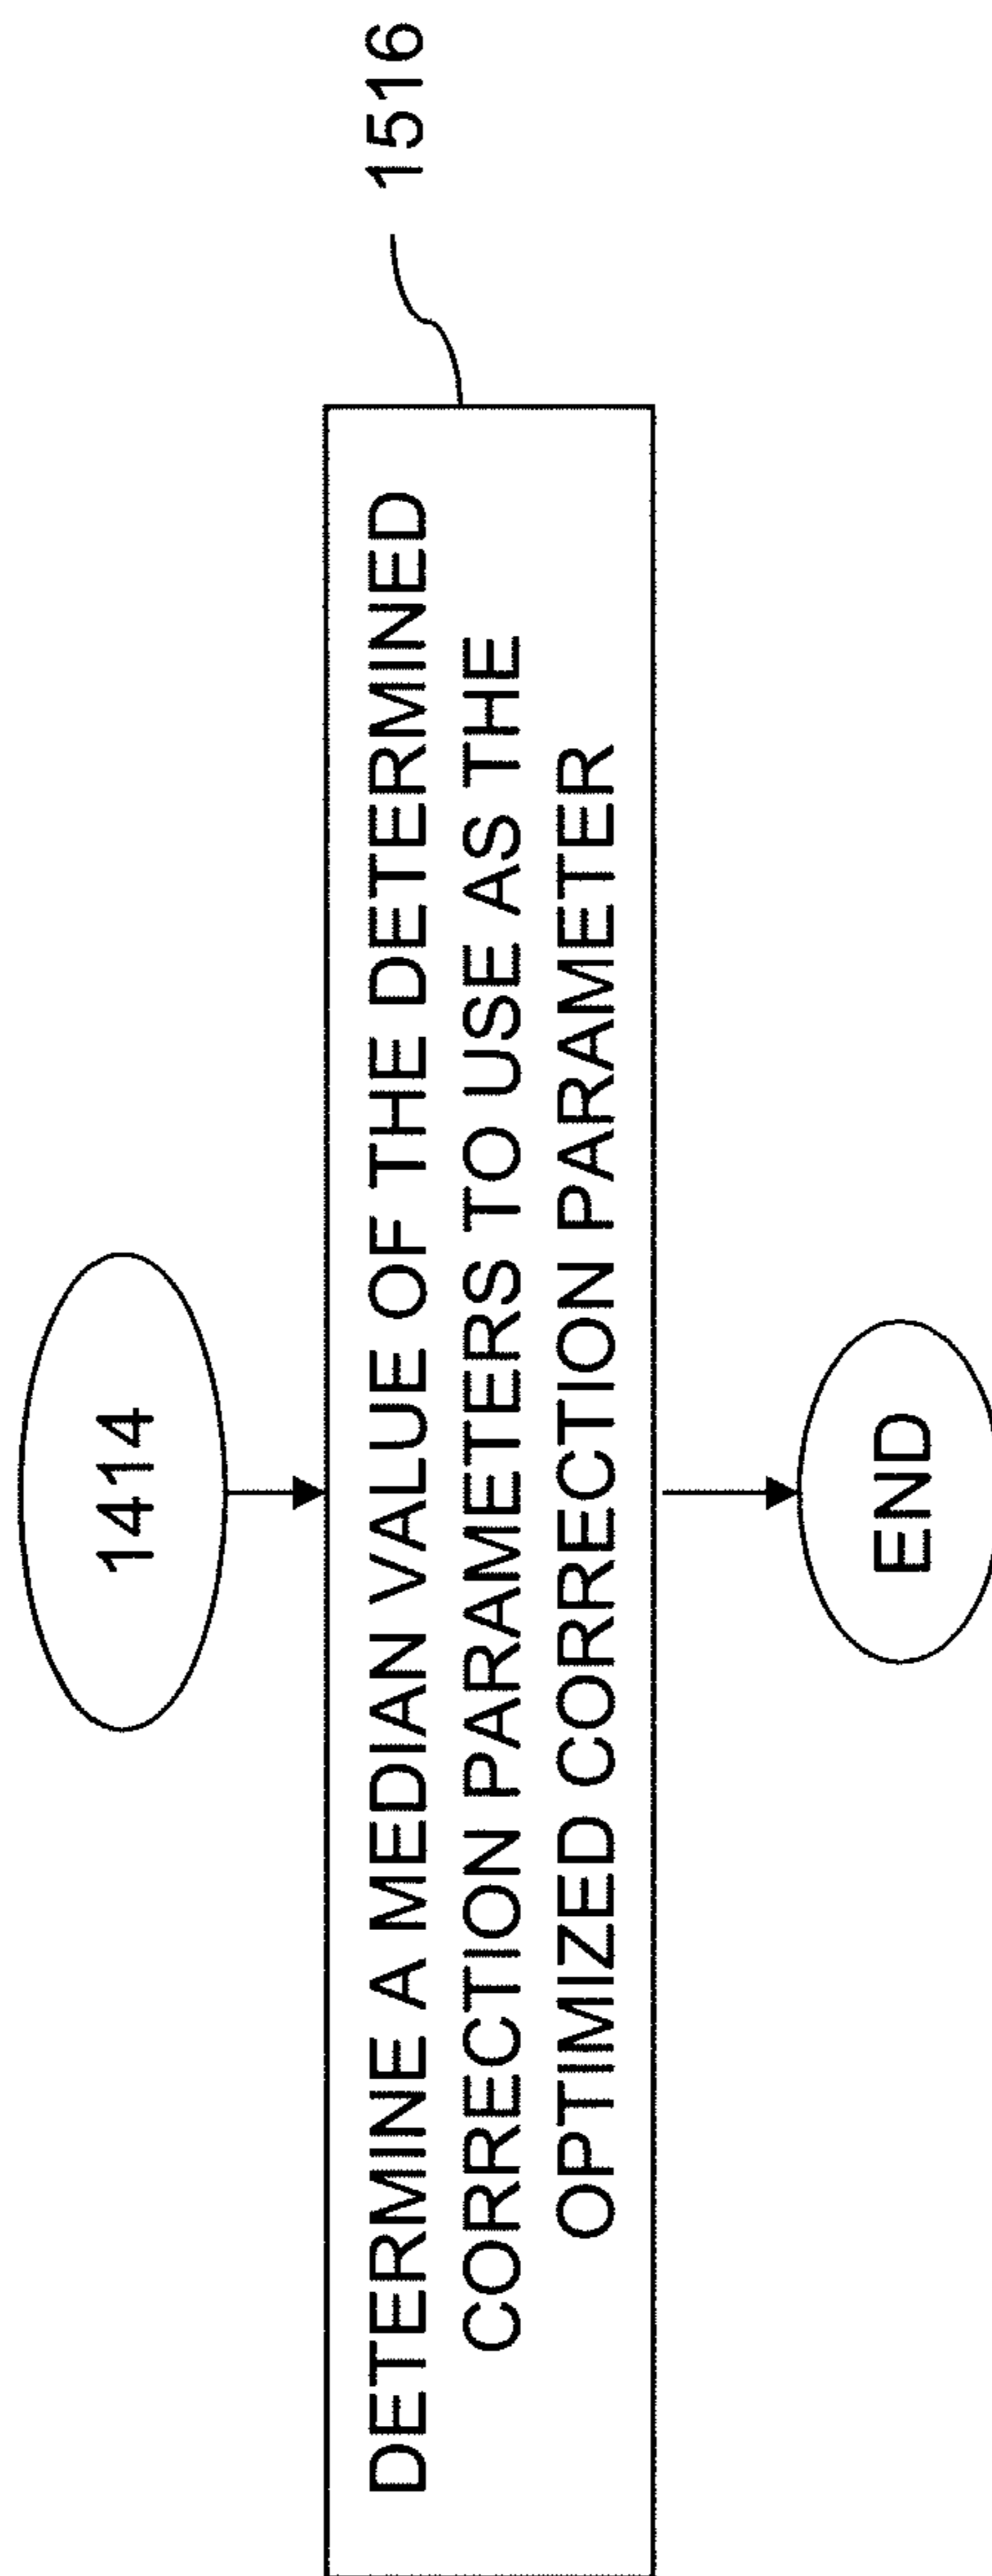 1414
DETERMINE A MEDIAN VALUE OF THE DETERMINED
CORRECTION PARAMETERS TO USE AS THE
OPTIMIZED CORRECTION PARAMETER
1516
END